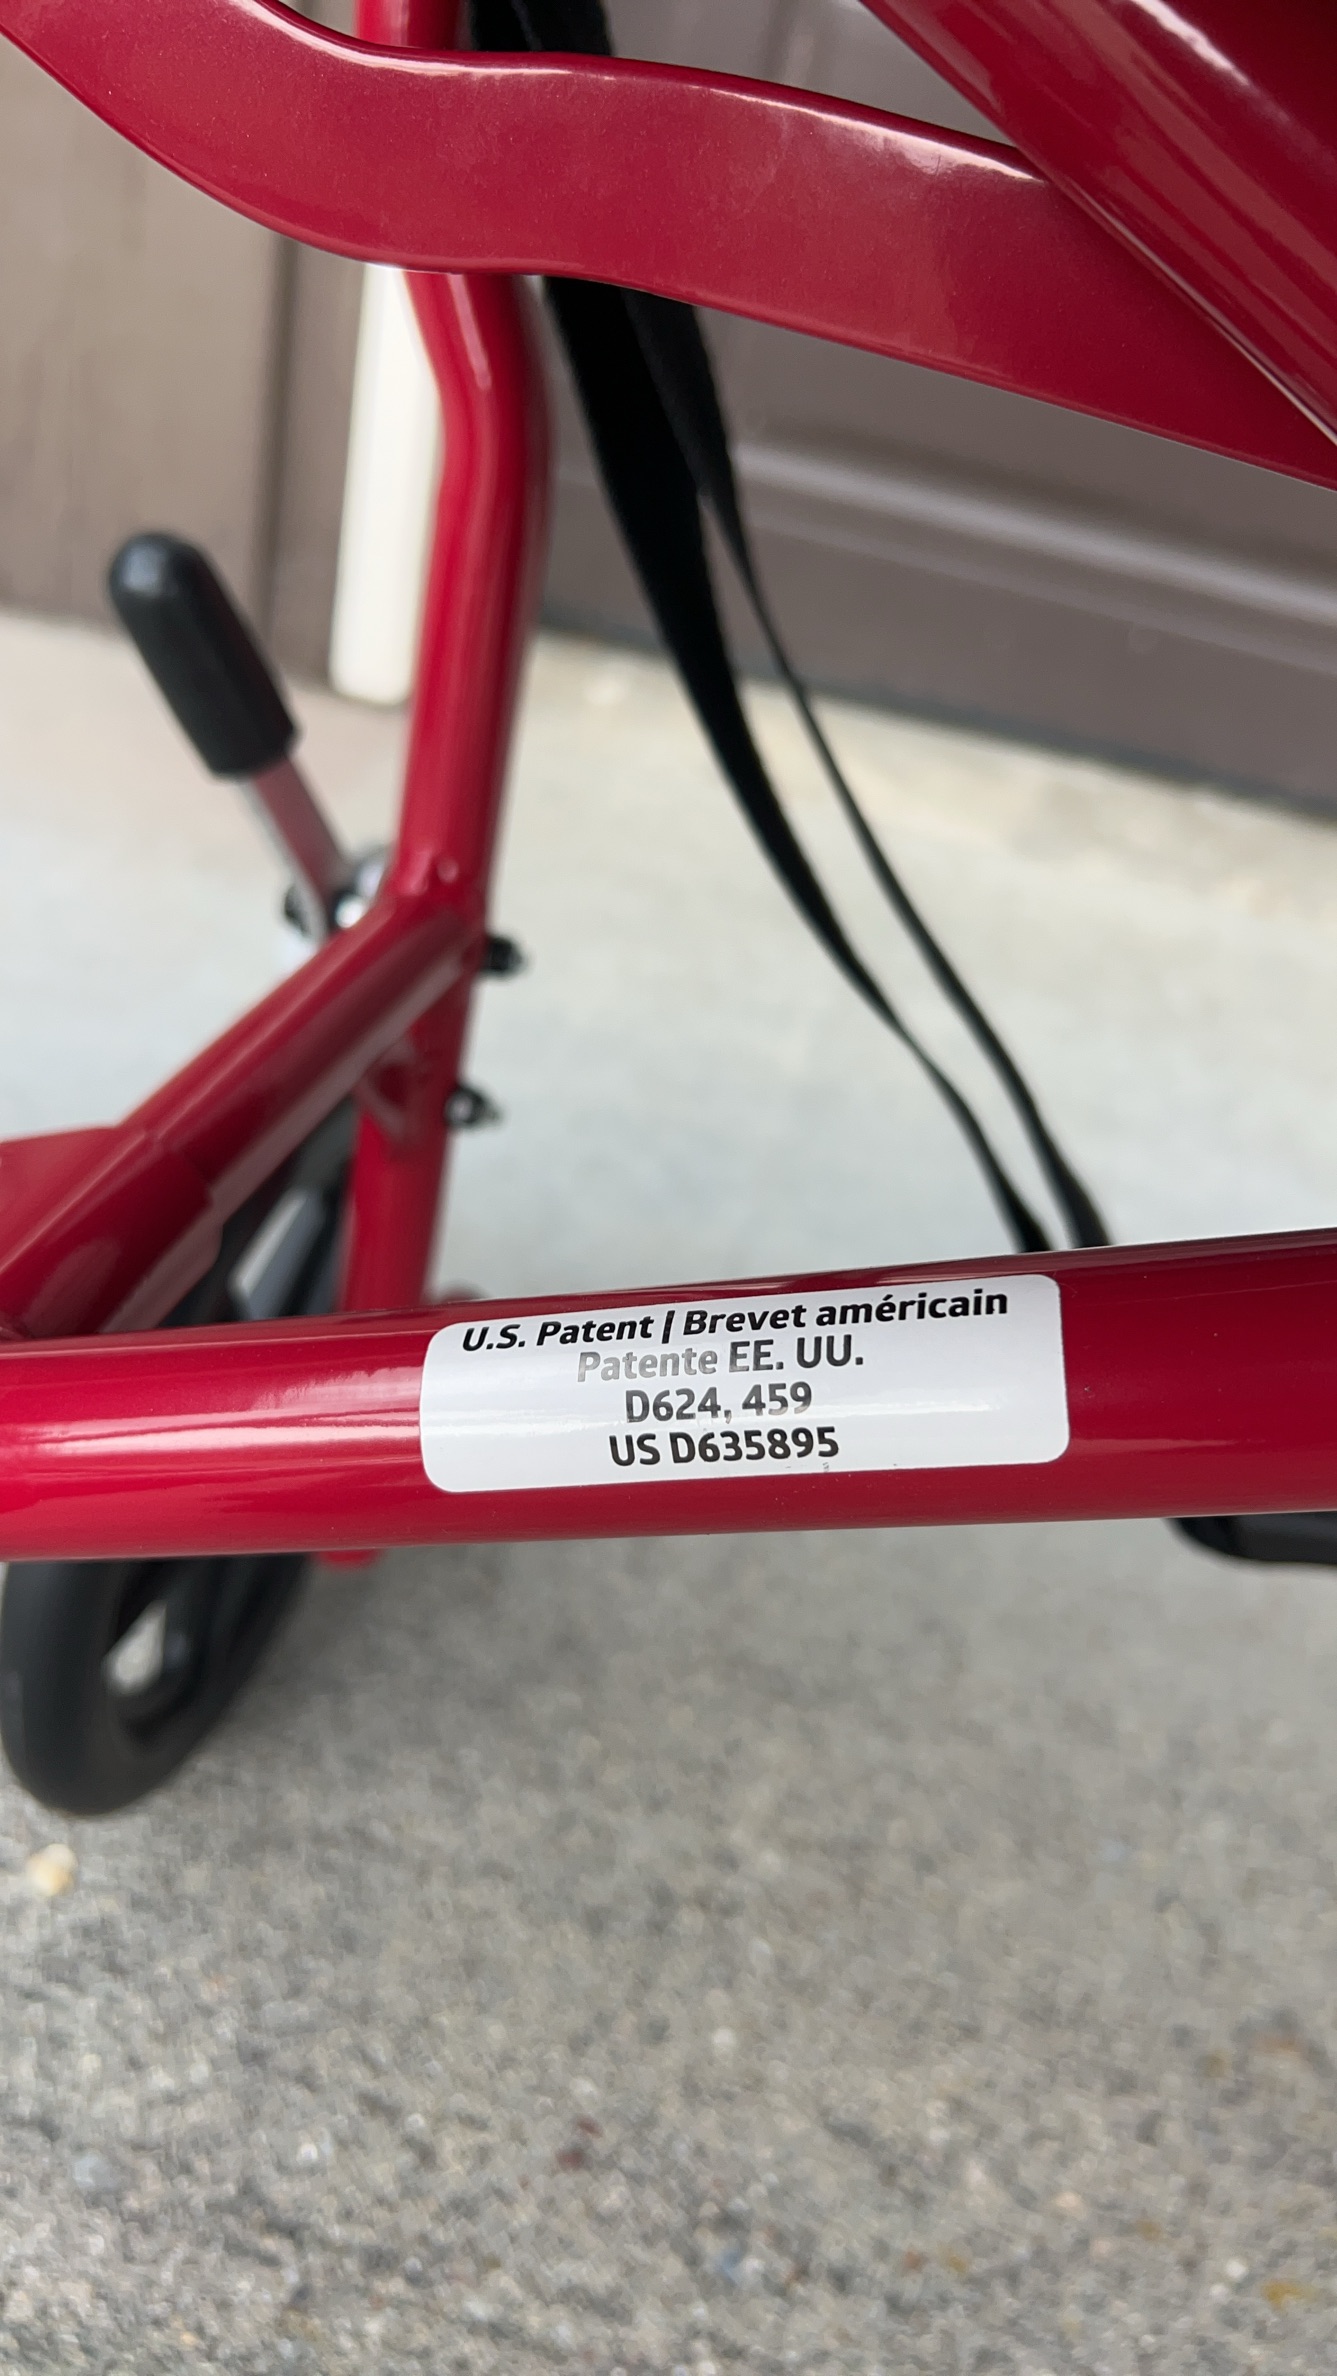 U.S. Patent | Brevet américain
Patente EE. UU.
D624, 459
US D635895